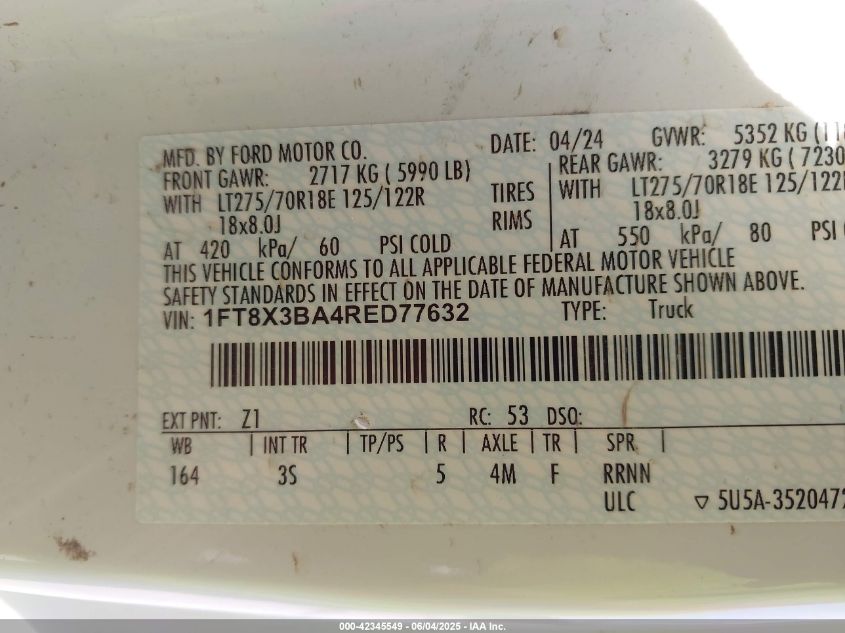 MFD. BY FORD MOTOR CO. DATE: 04/24 GVWR: 5352 KG (118
FRONT GAWR: 2717 KG ( 5990 LB) REAR GAWR: 3279 KG ( 7230
WITH LT275/70R18E 125/122R TIRES WITH LT275/70R18E 125/122
18x8.0J RIMS 18x8.0J
AT 420 kPa/ 60 PSI COLD AT 550 kPa/ 80 PSI
THIS VEHICLE CONFORMS TO ALL APPLICABLE FEDERAL MOTOR VEHICLE
SAFETY STANDARDS IN EFFECT ON THE DATE OF MANUFACTURE SHOWN ABOVE.
VIN: 1FT8X3BA4RED77632 TYPE: Truck
EXT PNT: Z1 RC: 53 DSO:
WB | INT TR | TP/PS | R | AXLE | TR | SPR |
164 3S 5 4M F RRNN
ULC ▽ 5U5A-3520472
000-42345549 - 06/04/2025 - IAA Inc.